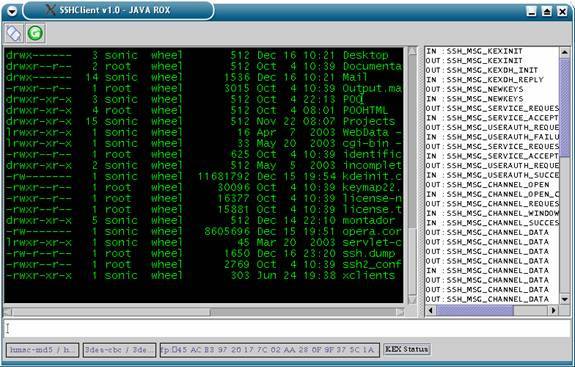 SSHClient v1.0 - JAVA ROX
drwx------ 3 sonic wheel 512 Dec 16 10:21 Desktop
drwx--r-- 2 root wheel 512 Oct 4 10:39 Documenta
drwx------ 14 sonic wheel 1536 Dec 16 10:21 Mail
-rwxr--r-- 1 root wheel 3015 Oct 4 10:39 Output.ma
drwxr-xr-x 3 sonic wheel 512 Oct 4 22:13 POO
drwxr-xr-x 4 root wheel 512 Oct 4 08:01 POOHTML
drwxr-xr-x 15 sonic wheel 512 Nov 22 08:07 Projects
lrwxr-xr-x 1 sonic wheel 16 Apr 7 2003 WebData -
lrwxr-xr-x 1 sonic wheel 33 May 20 2003 cgi-bin -
-rwxr--r-- 1 root wheel 625 Oct 4 10:39 identific
drwxr-xr-x 2 sonic wheel 512 May 5 2003 incomplet
-rw------- 1 sonic wheel 11681792 Dec 15 19:54 kdeinit.c
-rwxr--r-- 1 root wheel 30096 Oct 4 10:39 keymap22.
-rwxr--r-- 1 root wheel 16377 Oct 4 10:39 license-n
-rwxr--r-- 1 root wheel 15881 Oct 4 10:39 license.t
drwxr-xr-x 5 sonic wheel 512 Dec 14 22:10 montador
-rw------- 1 sonic wheel 8605696 Dec 15 19:51 opera.cor
lrwxr-xr-x 1 sonic wheel 45 Mar 20 2003 servlet-c
-rw-r--r-- 1 root wheel 1650 Dec 16 23:20 ssh.dump
-rwxr--r-- 1 root wheel 2769 Oct 4 10:39 ssh2_conf
-rwxr-xr-x 1 sonic wheel 303 Jun 24 19:38 xclients
IN :SSH_MSG_KEXINIT
OUT:SSH_MSG_KEXINIT
OUT:SSH_MSG_KEXDH_INIT
IN :SSH_MSG_KEXDH_REPLY
OUT:SSH_MSG_NEWKEYS
IN :SSH_MSG_NEWKEYS
OUT:SSH_MSG_SERVICE_REQUES
IN :SSH_MSG_SERVICE_ACCEPT
OUT:SSH_MSG_USERAUTH_REQUE
IN :SSH_MSG_USERAUTH_FAILU
OUT:SSH_MSG_SERVICE_REQUES
IN :SSH_MSG_SERVICE_ACCEPT
OUT:SSH_MSG_USERAUTH_REQUE
IN :SSH_MSG_USERAUTH_SUCCE
OUT:SSH_MSG_CHANNEL_OPEN
IN :SSH_MSG_CHANNEL_OPEN_C
OUT:SSH_MSG_CHANNEL_REQUES
IN :SSH_MSG_CHANNEL_WINDOW
IN :SSH_MSG_CHANNEL_SUCCES
OUT:SSH_MSG_CHANNEL_DATA
OUT:SSH_MSG_CHANNEL_DATA
OUT:SSH_MSG_CHANNEL_DATA
IN :SSH_MSG_CHANNEL_DATA
OUT:SSH_MSG_CHANNEL_DATA
OUT:SSH_MSG_CHANNEL_DATA
hmac-md5 / h...
3des-cbc / 3de...
fp:45 AC B3 97 26 17 7C 62 AA 28 6F 9F 37 5C 1A
KEX Status